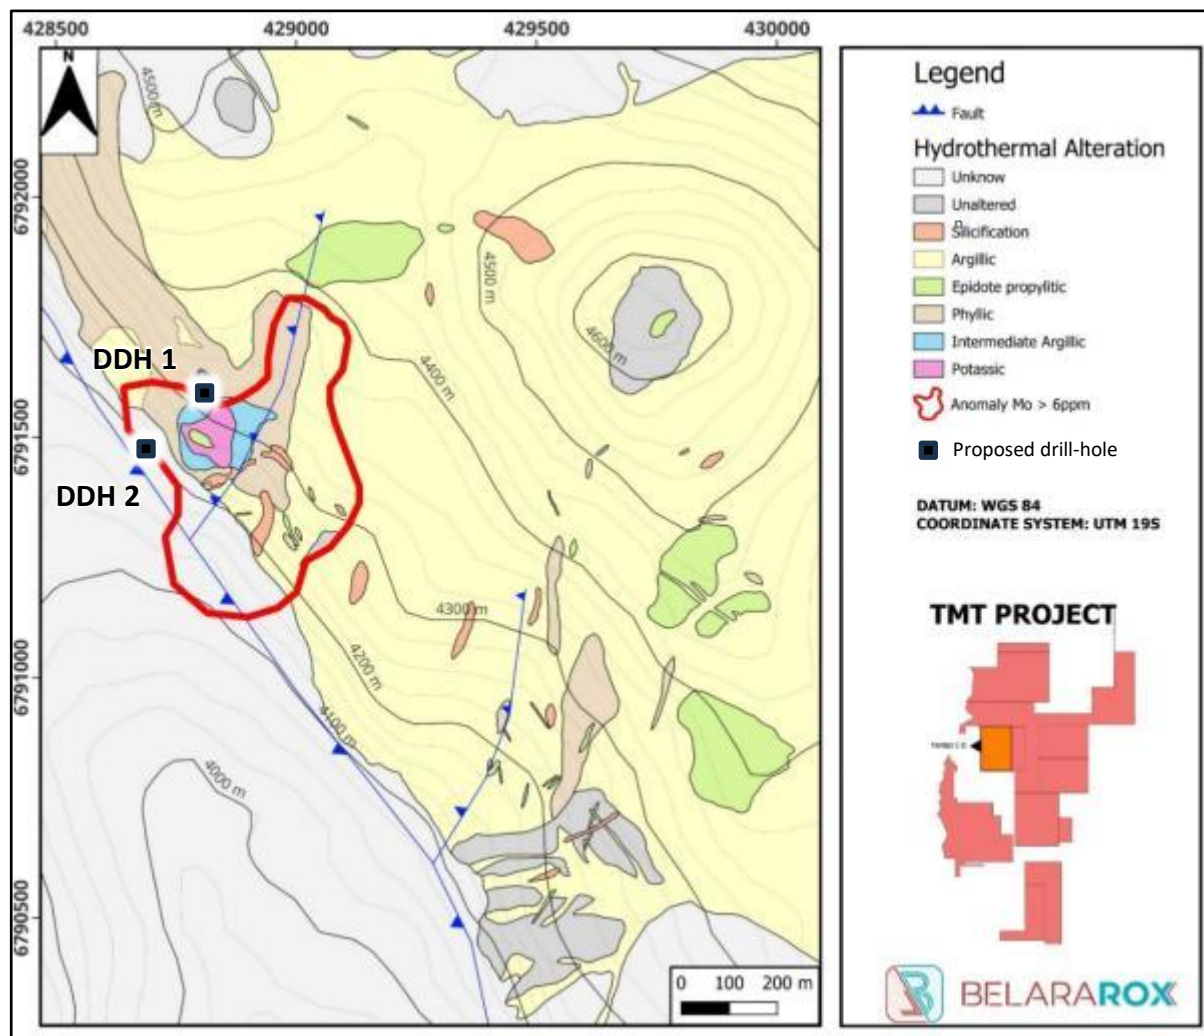 428500 429000 429500 430000
N
6792000
6791500
6791000
6790500
4500 m
4500 m
4600 m
4400 m
4300 m
4200 m
4100 m
4000 m
DDH 1
DDH 2
0 100 200 m
Legend
Fault
Hydrothermal Alteration
Unknow
Unaltered
n
Silicification
Argillic
Epidote propylitic
Phyllic
Intermediate Argillic
Potassic
Anomaly Mo > 6ppm
Proposed drill-hole
DATUM: WGS 84
COORDINATE SYSTEM: UTM 19S
TMT PROJECT
BELARAROX